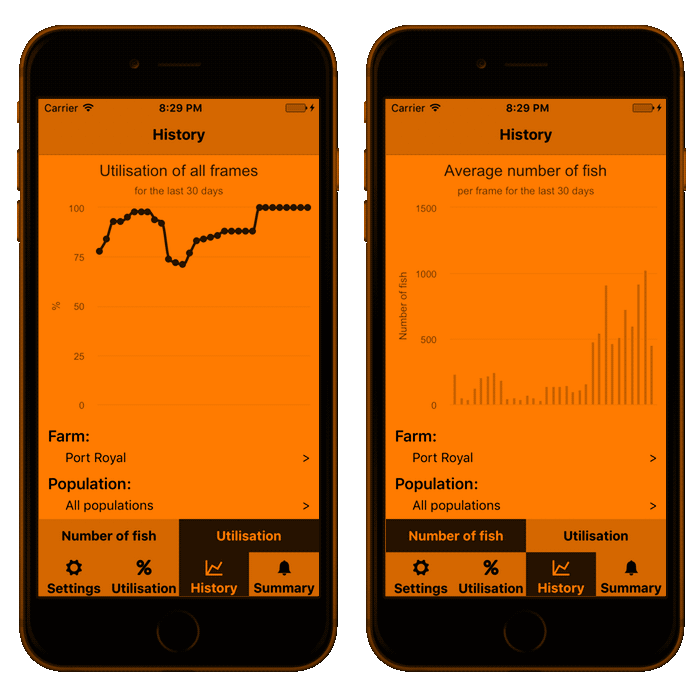 Carrier 8:29 PM
History
Utilisation of all frames
for the last 30 days
100
75
50
25
0
%
Farm:
Port Royal >
Population:
All populations >
Number of fish Utilisation
Settings Utilisation History Summary
Carrier 8:29 PM
History
Average number of fish
per frame for the last 30 days
1500
1000
500
0
Number of fish
Farm:
Port Royal >
Population:
All populations >
Number of fish Utilisation
Settings Utilisation History Summary